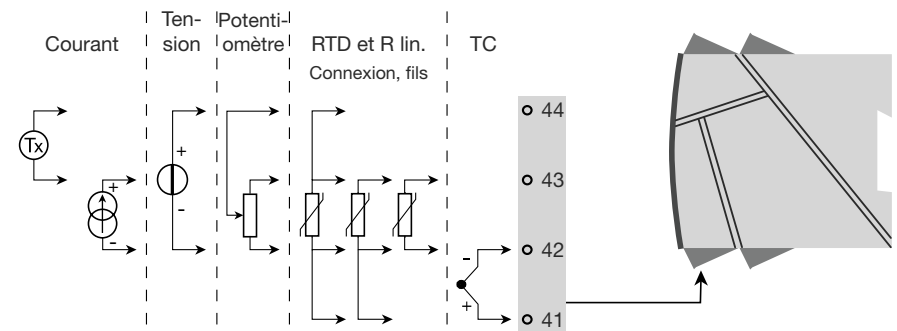 Courant
Ten-
sion
Potenti-
omètre
RTD et R lin.
Connexion, fils
TC
Tx
+
-
+
-
-
+
44
43
42
41